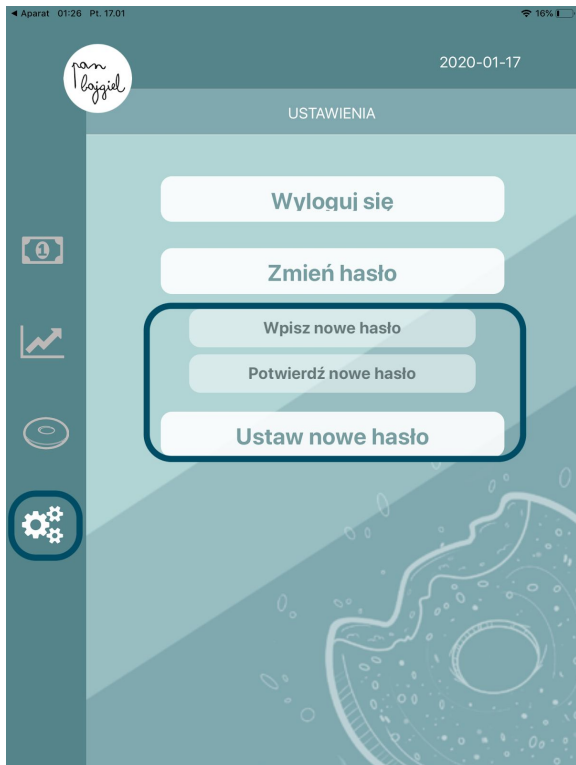 ◀ Aparat 01:26 Pt. 17.01
16%
pan
bajgiel
2020-01-17
USTAWIENIA
Wyloguj się
Zmień hasło
Wpisz nowe hasło
Potwierdź nowe hasło
Ustaw nowe hasło
1